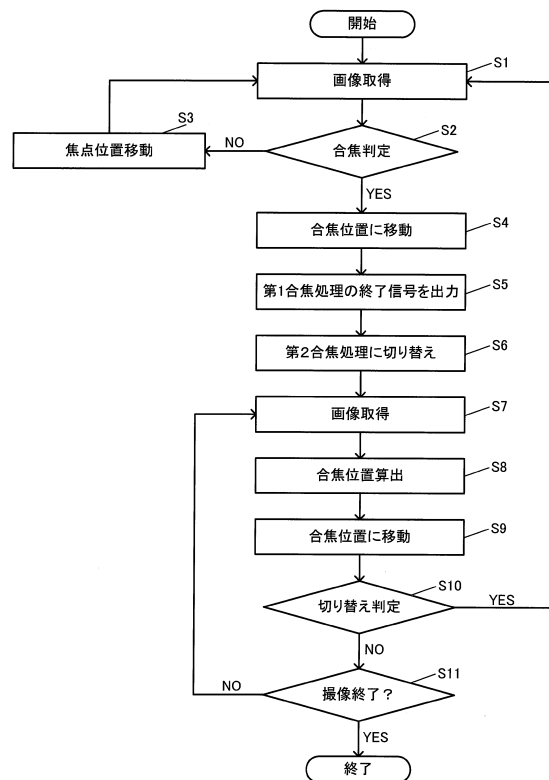 開始
S1
画像取得
S3
焦点位置移動
NO
S2
合焦判定
YES
S4
合焦位置に移動
S5
第1合焦処理の終了信号を出力
S6
第2合焦処理に切り替え
S7
画像取得
S8
合焦位置算出
S9
合焦位置に移動
S10
切り替え判定
YES
NO
S11
撮像終了？
NO
YES
終了